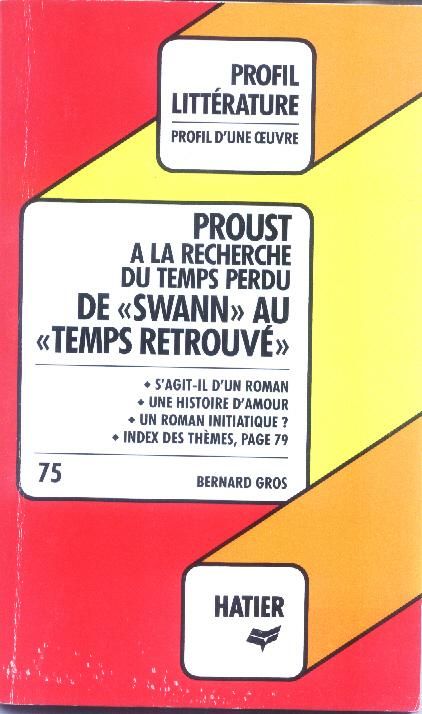 PROFIL
LITTÉRATURE
PROFIL D'UNE ŒUVRE
PROUST
A LA RECHERCHE
DU TEMPS PERDU
DE «SWANN» AU
«TEMPS RETROUVÉ»
◆ S'AGIT-IL D'UN ROMAN
◆ UNE HISTOIRE D'AMOUR
◆ UN ROMAN INITIATIQUE ?
◆ INDEX DES THÈMES, PAGE 79
75
BERNARD GROS
HATIER